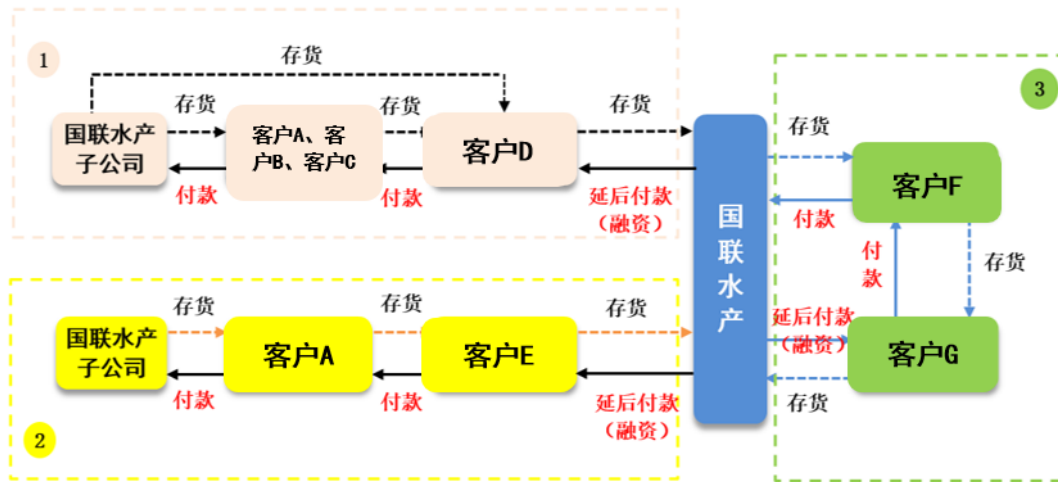 1
存货
存货
存货
存货
国联水产
子公司
客户A、客
户B、客户C
客户D
付款
付款
延后付款
（融资）
2
存货
存货
存货
国联水产
子公司
客户A
客户E
付款
付款
延后付款
（融资）
国
联
水
产
3
存货
客户F
付款
付
款
存货
延后付款
（融资）
客户G
存货